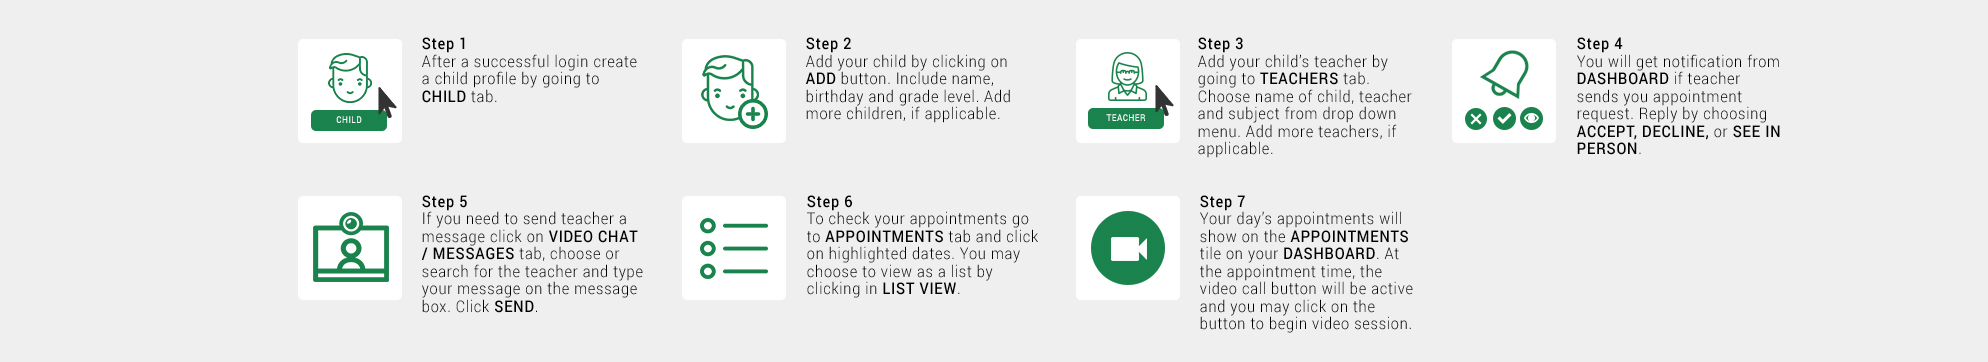 Step 1
After a successful login create
a child profile by going to
CHILD tab.
CHILD
Step 2
Add your child by clicking on
ADD button. Include name,
birthday and grade level. Add
more children, if applicable.
Step 3
Add your child's teacher by
going to TEACHERS tab.
Choose name of child, teacher
and subject from drop down
menu. Add more teachers, if
applicable.
TEACHER
Step 4
You will get notification from
DASHBOARD if teacher
sends you appointment
request. Reply by choosing
ACCEPT, DECLINE, or SEE IN
PERSON.
Step 5
If you need to send teacher a
message click on VIDEO CHAT
/ MESSAGES tab, choose or
search for the teacher and type
your message on the message
box. Click SEND.
Step 6
To check your appointments go
to APPOINTMENTS tab and click
on highlighted dates. You may
choose to view as a list by
clicking in LIST VIEW.
Step 7
Your day's appointments will
show on the APPOINTMENTS
tile on your DASHBOARD. At
the appointment time, the
video call button will be active
and you may click on the
button to begin video session.